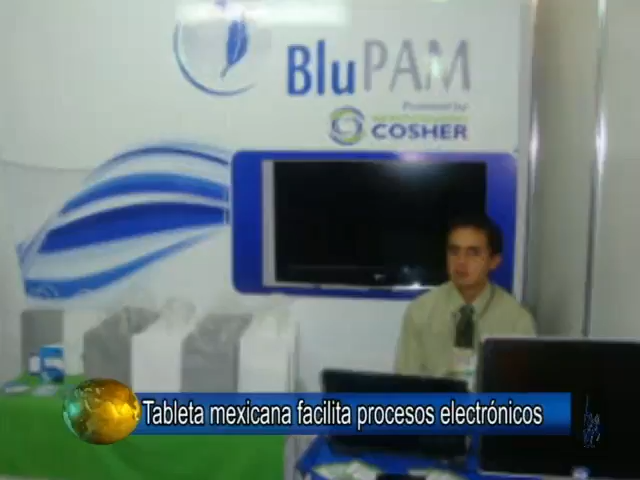 BluPAM
Powered by
COSHER
Tableta mexicana facilita procesos electrónicos